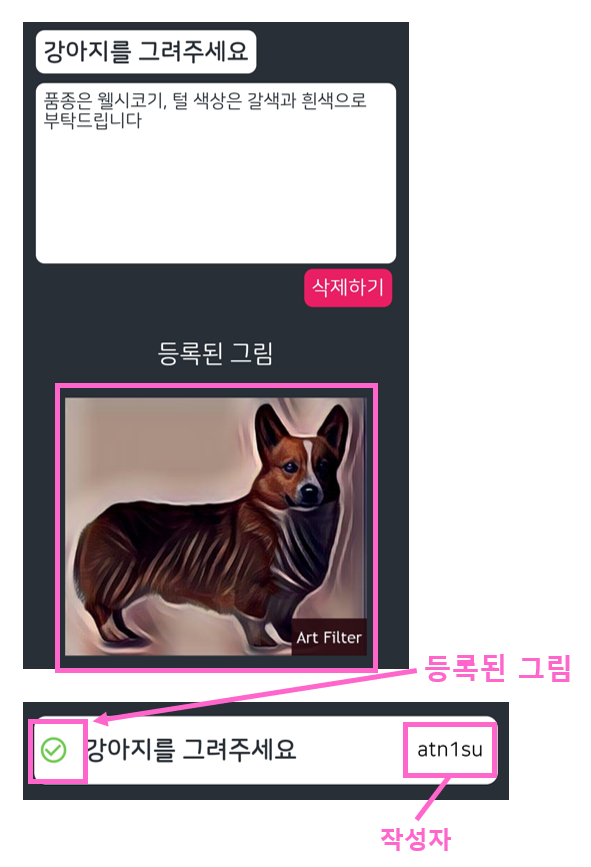 강아지를 그려주세요
품종은 웰시코기, 털 색상은 갈색과 흰색으로
부탁드립니다
삭제하기
등록된 그림
Art Filter
등록된 그림
강아지를 그려주세요
atn1su
작성자